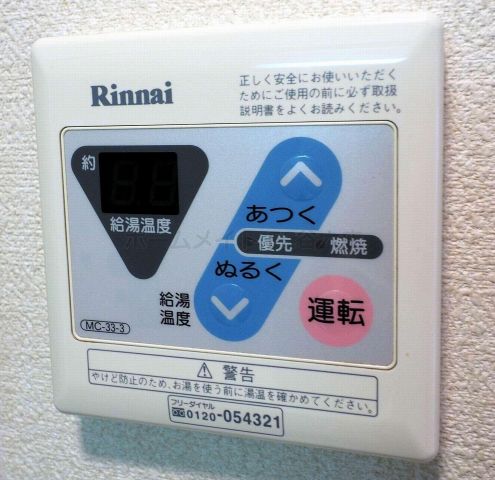 Rinnai
正しく安全にお使いいただく
ためにご使用の前に必ず取扱
説明書をよくお読みください。
約
給湯温度
あつく
優先 燃焼
ぬるく
給湯
温度
運転
MC-33-3
警告
やけど防止のため、お湯を使う前に湯温を確かめてください。
フリーダイヤル
0120-054321